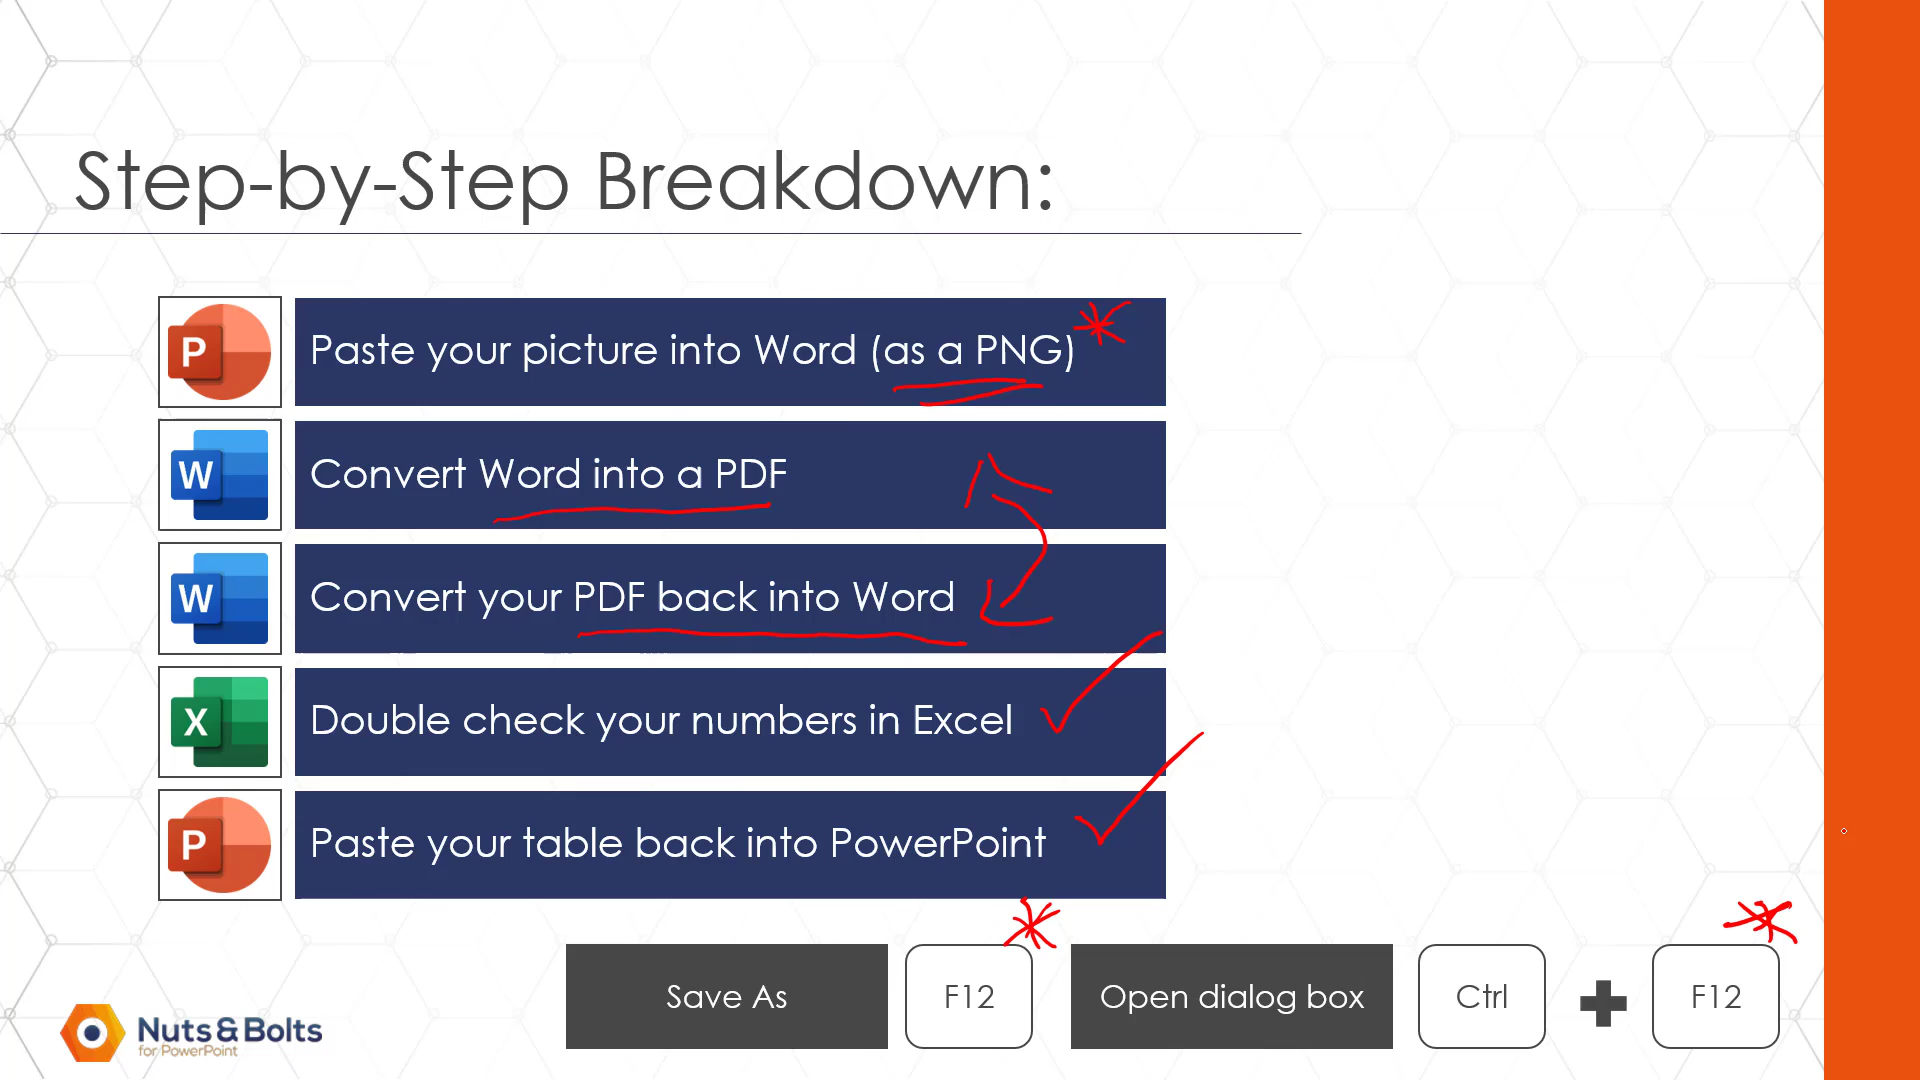 Step-by-Step Breakdown:
P Paste your picture into Word (as a PNG)
W Convert Word into a PDF
W Convert your PDF back into Word
X Double check your numbers in Excel
P Paste your table back into PowerPoint
Save As F12 Open dialog box Ctrl + F12
Nuts & Bolts
for PowerPoint